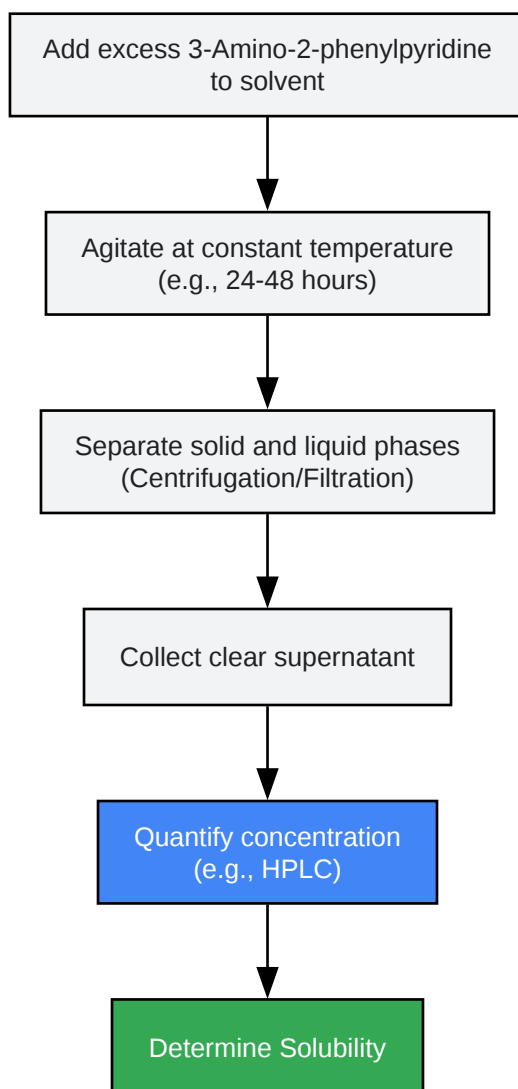 Add excess 3-Amino-2-phenylpyridine
to solvent
Agitate at constant temperature
(e.g., 24-48 hours)
Separate solid and liquid phases
(Centrifugation/Filtration)
Collect clear supernatant
Quantify concentration
(e.g., HPLC)
Determine Solubility